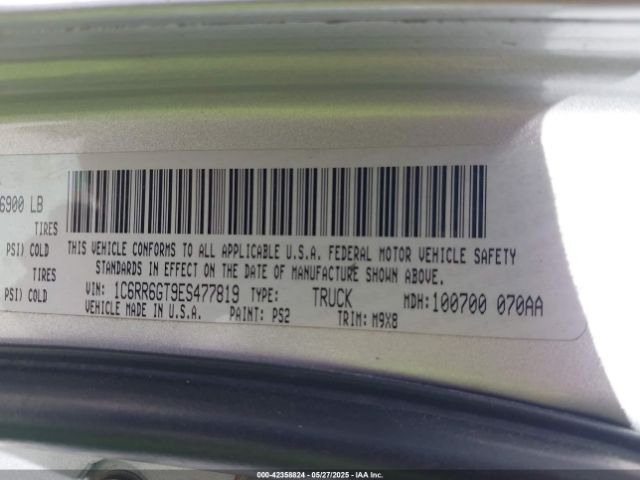 6900 LB
TIRES
PSI) COLD
TIRES
PSI) COLD
THIS VEHICLE CONFORMS TO ALL APPLICABLE U.S.A. FEDERAL MOTOR VEHICLE SAFETY
STANDARDS IN EFFECT ON THE DATE OF MANUFACTURE SHOWN ABOVE.
VIN: 1C6RR6GT9ES477819 TYPE: TRUCK MDH: 100700 070AA
VEHICLE MADE IN U.S.A. PAINT: PS2 TRIM: M9X8
000-42358824 | 05/27/2025 | IAA, Inc.